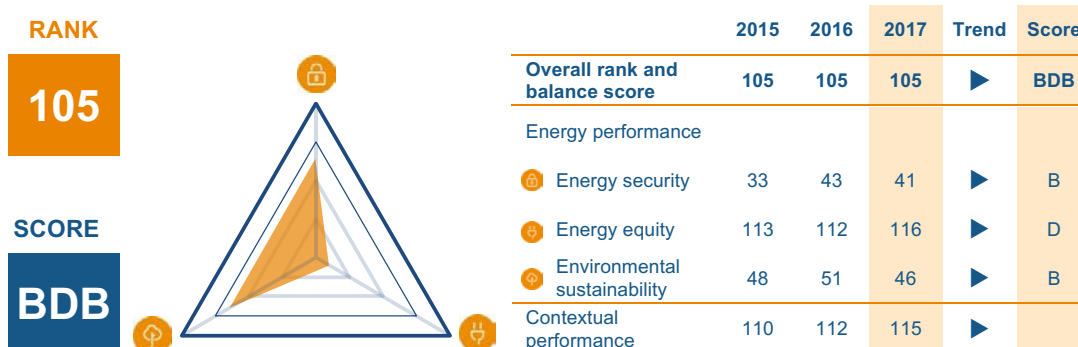 RANK
105
SCORE
BDB
2015 2016 2017 Trend Score
Overall rank and
balance score 105 105 105 BDB
Energy performance
Energy security 33 43 41 B
Energy equity 113 112 116 D
Environmental
sustainability 48 51 46 B
Contextual
performance 110 112 115